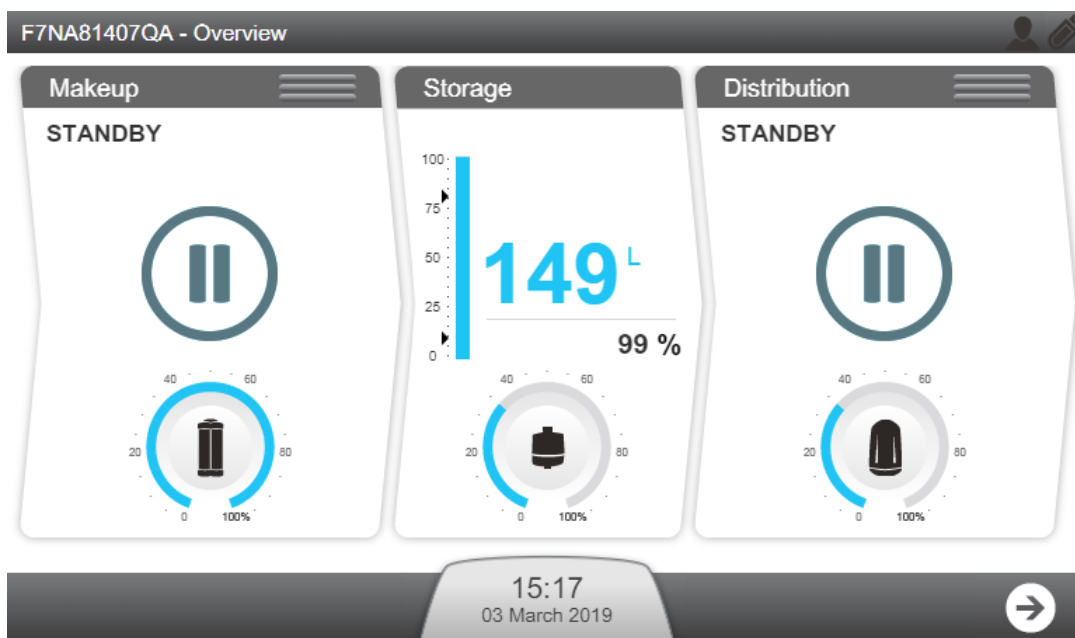 F7NA81407QA - Overview
Makeup
STANDBY
40 60
20 80
0 100%
Storage
100
75
50
25
0
149 L
99 %
40 60
20 80
0 100%
Distribution
STANDBY
40 60
20 80
0 100%
15:17
03 March 2019